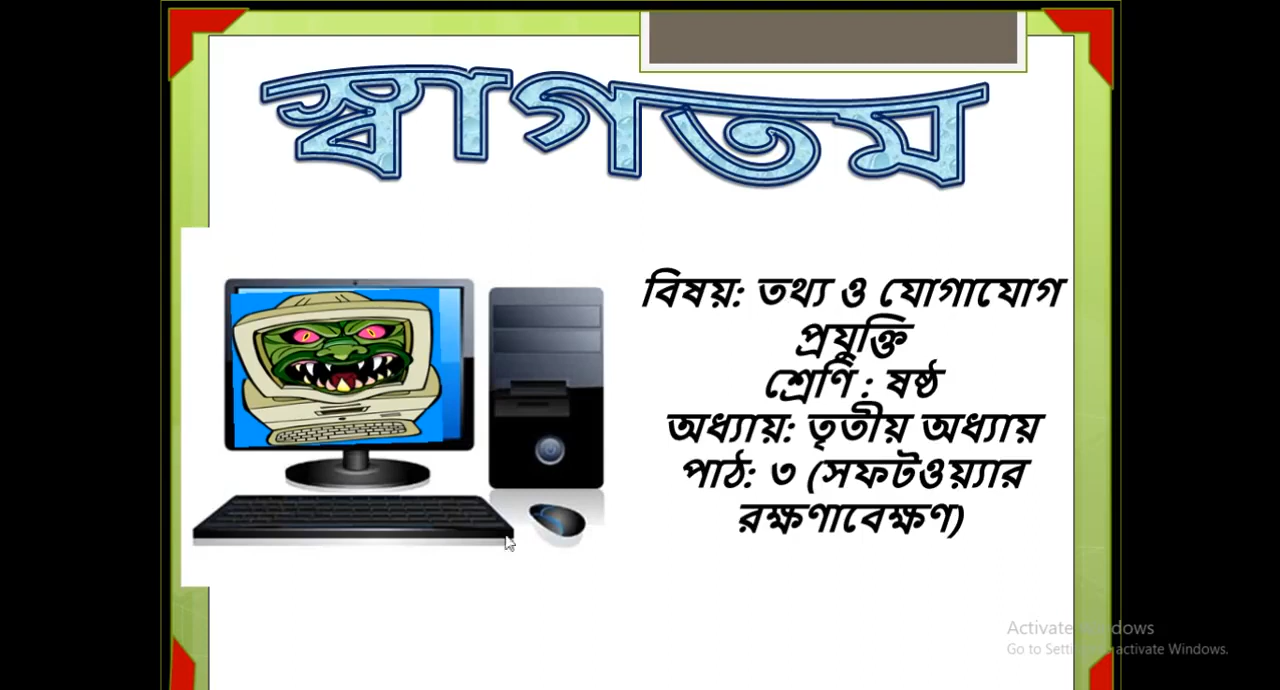 স্বাগতম
বিষয়: তথ্য ও যোগাযোগ
প্রযুক্তি
শ্রেণি : ষষ্ঠ
অধ্যায়: তৃতীয় অধ্যায়
পাঠ: ৩ (সফটওয়্যার
রক্ষণাবেক্ষণ)
Activate Windows
Go to Settings to activate Windows.